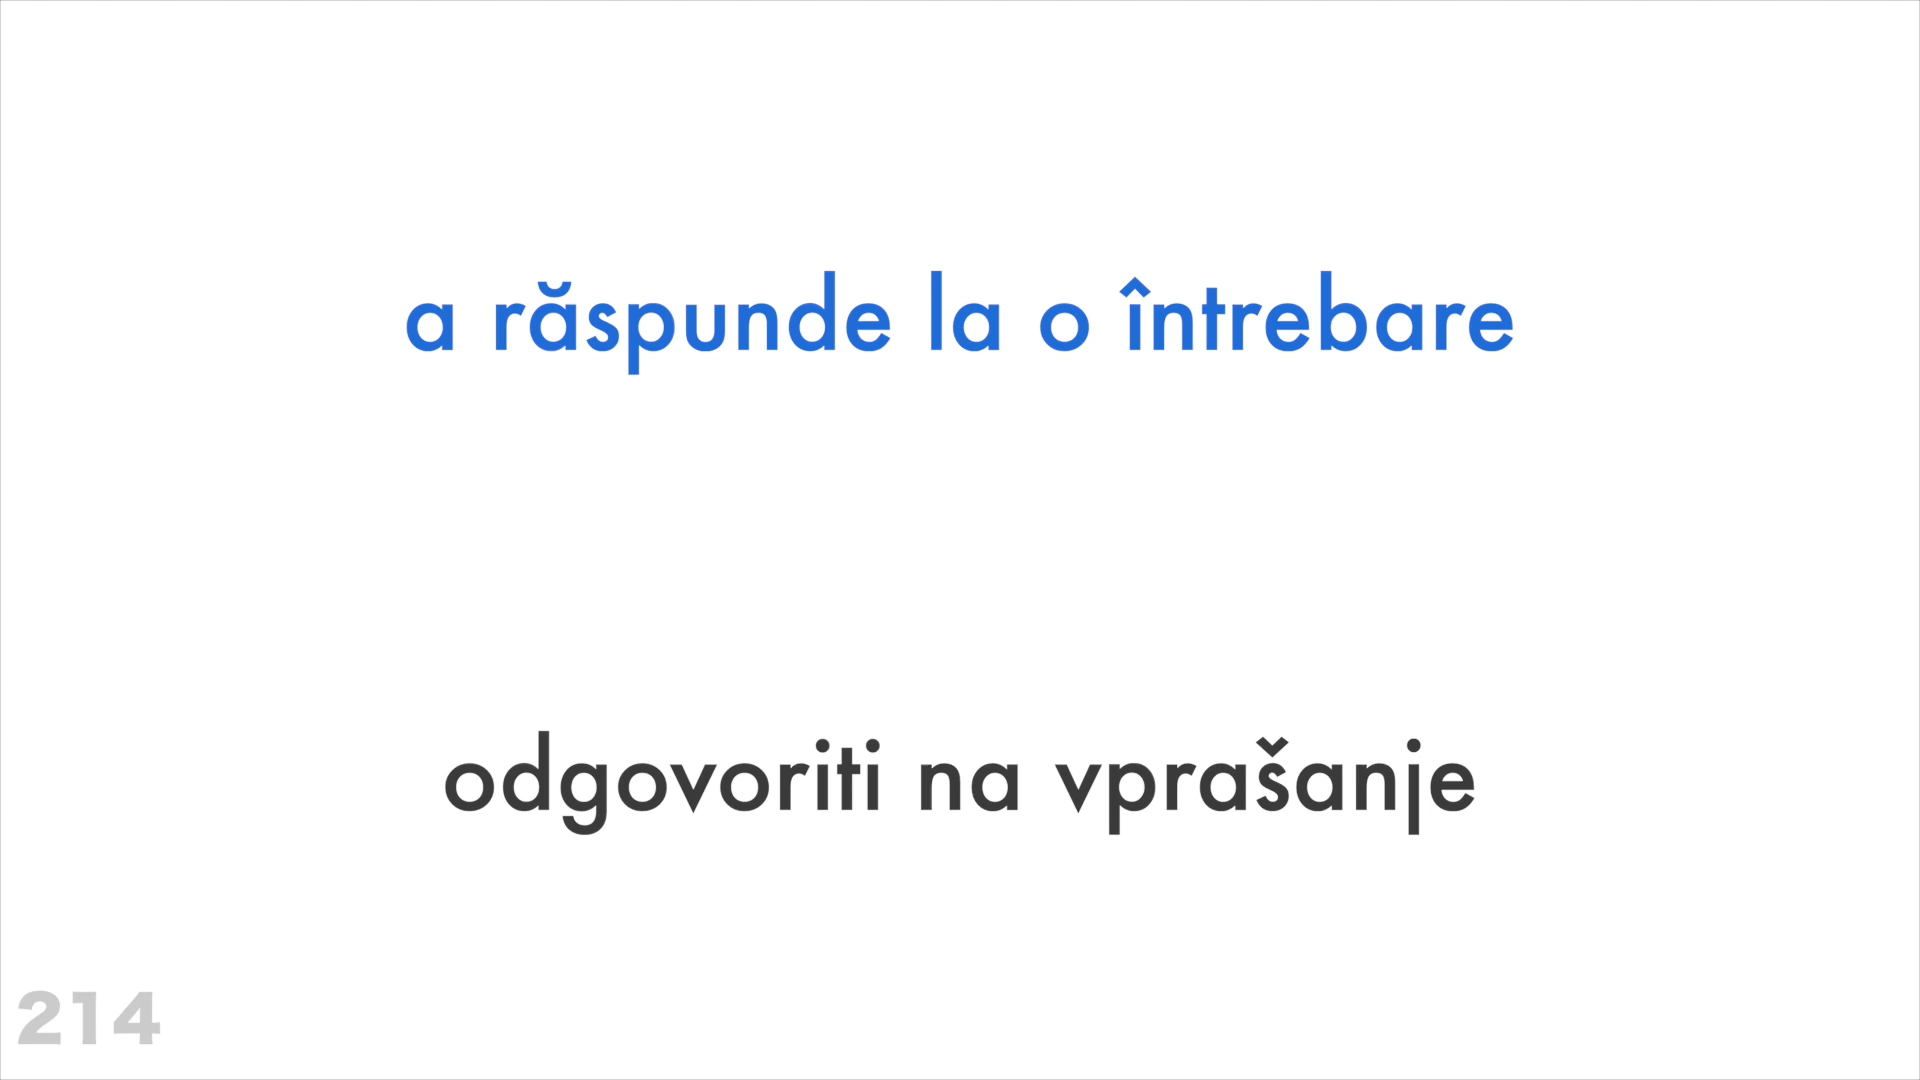 a răspunde la o întrebare
odgovoriti na vprašanje
214